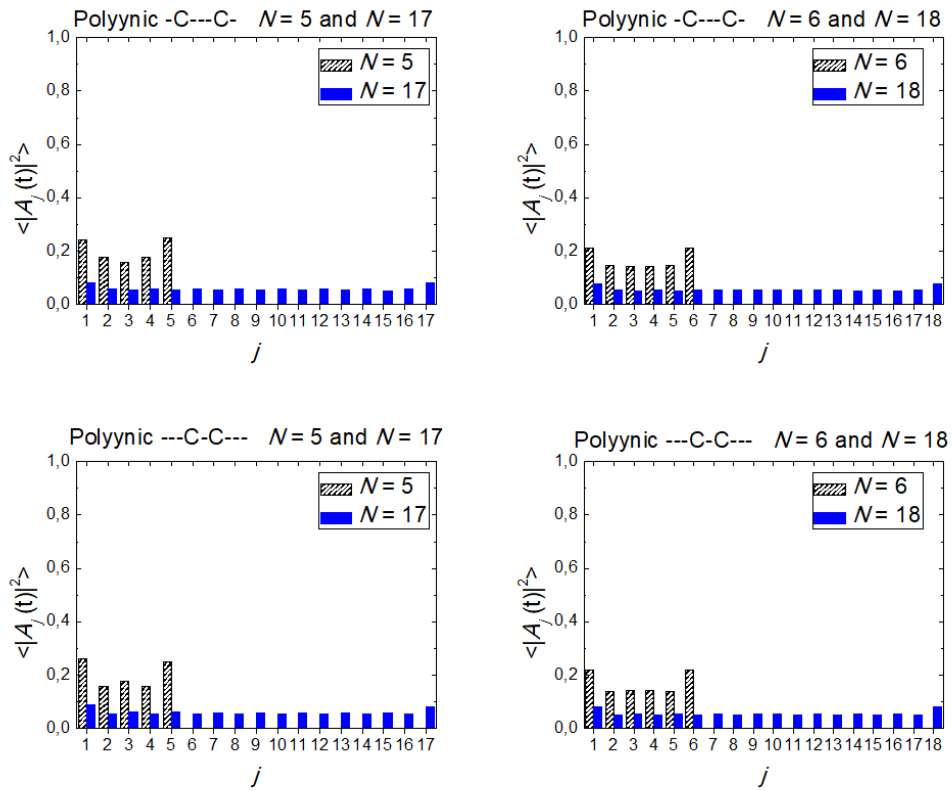 Polyynic -C---C- N = 5 and N = 17
1,0
0,8
0,6
0,4
0,2
0,0
<|A_j (t)|^2>
N = 5
N = 17
1 2 3 4 5 6 7 8 9 10 11 12 13 14 15 16 17
j
Polyynic -C---C- N = 6 and N = 18
1,0
0,8
0,6
0,4
0,2
0,0
<|A_j (t)|^2>
N = 6
N = 18
1 2 3 4 5 6 7 8 9 10 11 12 13 14 15 16 17 18
j
Polyynic ---C-C--- N = 5 and N = 17
1,0
0,8
0,6
0,4
0,2
0,0
<|A_j (t)|^2>
N = 5
N = 17
1 2 3 4 5 6 7 8 9 10 11 12 13 14 15 16 17
j
Polyynic ---C-C--- N = 6 and N = 18
1,0
0,8
0,6
0,4
0,2
0,0
<|A_j (t)|^2>
N = 6
N = 18
1 2 3 4 5 6 7 8 9 10 11 12 13 14 15 16 17 18
j